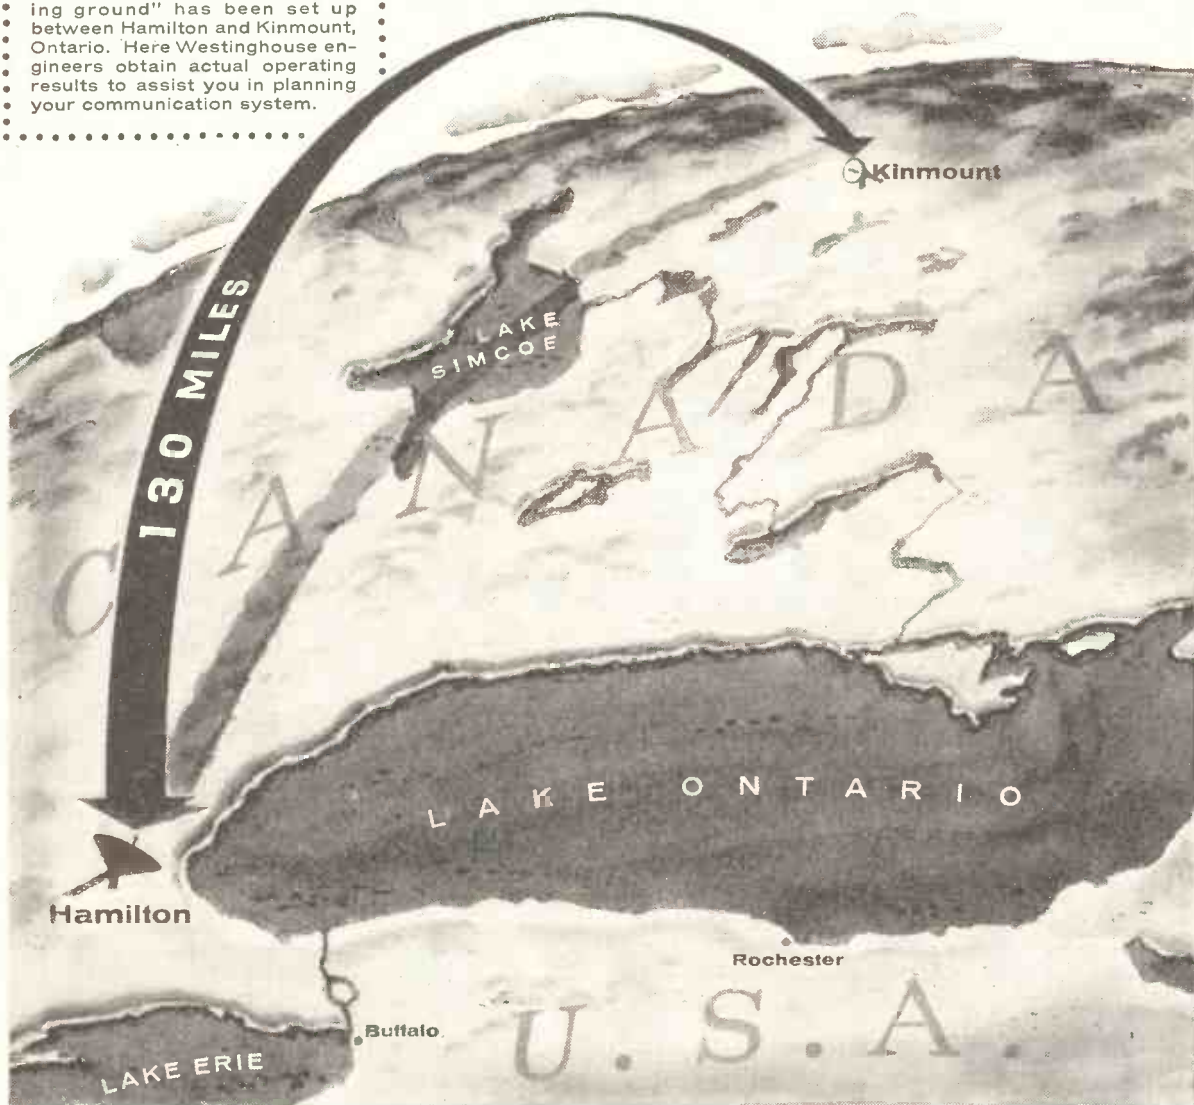 ing ground" has been set up
between Hamilton and Kinmount,
Ontario. Here Westinghouse en-
gineers obtain actual operating
results to assist you in planning
your communication system.
Kinmount
130 MILES
LAKE
SIMCOE
CANADA
LAKE ONTARIO
Hamilton
Rochester
Buffalo
U.S.A.
LAKE ERIE